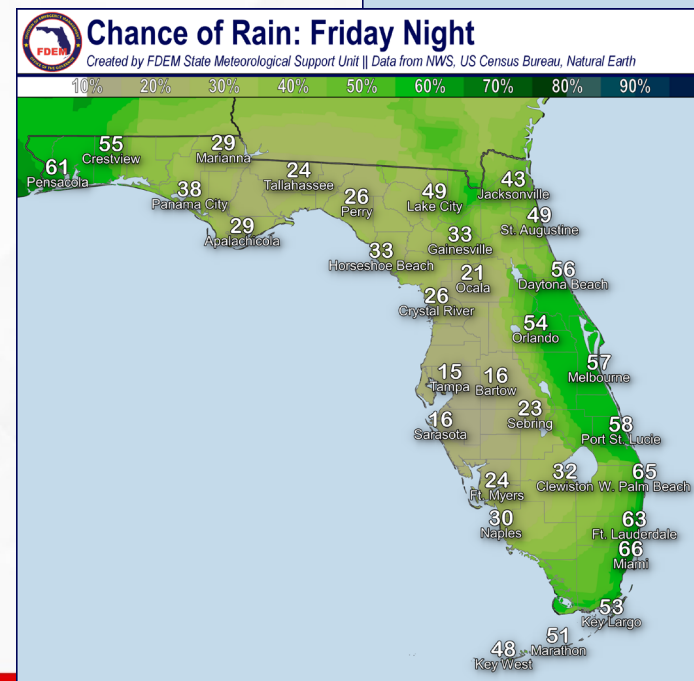 FDEM
Chance of Rain: Friday Night
Created by FDEM State Meteorological Support Unit || Data from NWS, US Census Bureau, Natural Earth
10% 20% 30% 40% 50% 60% 70% 80% 90%
55
Crestview
29
Marianna
61
Pensacola
24
Tallahassee
43
Jacksonville
38
Panama City
26
Perry
49
Lake City
49
St. Augustine
29
Apalachicola
33
Gainesville
33
Horseshoe Beach
21
Ocala
56
Daytona Beach
26
Crystal River
54
Orlando
15
Tampa
16
Bartow
57
Melbourne
23
Sebring
16
Sarasota
58
Port St. Lucie
24
Ft. Myers
32
Clewiston
65
W. Palm Beach
30
Naples
63
Ft. Lauderdale
66
Miami
53
Key Largo
51
Marathon
48
Key West